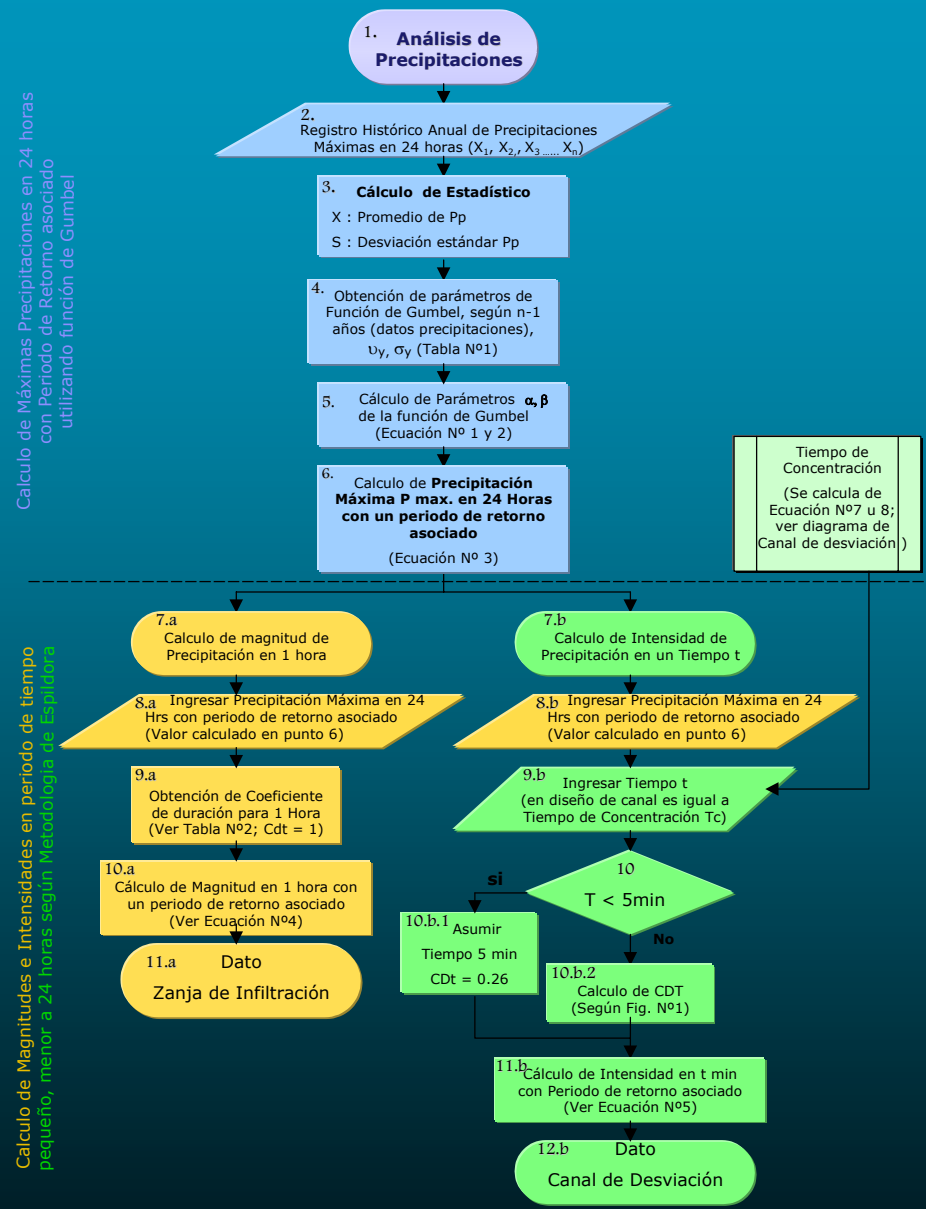 1. Análisis de
Precipitaciones
2.
Registro Histórico Anual de Precipitaciones
Máximas en 24 horas (X1, X2,, X3 ...... Xn)
3. Cálculo de Estadístico
X : Promedio de Pp
S : Desviación estándar Pp
4. Obtención de parámetros de
Función de Gumbel, según n-1
años (datos precipitaciones),
υy, σy (Tabla Nº1)
5. Cálculo de Parámetros α, β
de la función de Gumbel
(Ecuación Nº 1 y 2)
6. Calculo de Precipitación
Máxima P max. en 24 Horas
con un periodo de retorno
asociado
(Ecuación Nº 3)
Calculo de Máximas Precipitaciones en 24 horas
con Periodo de Retorno asociado
utilizando función de Gumbel
Tiempo de
Concentración
(Se calcula de
Ecuación Nº7 u 8;
ver diagrama de
Canal de desviación )
Calculo de Magnitudes e Intensidades en periodo de tiempo
pequeño, menor a 24 horas según Metodologia de Espildora
7.a
Calculo de magnitud de
Precipitación en 1 hora
8.a Ingresar Precipitación Máxima en 24
Hrs con periodo de retorno asociado
(Valor calculado en punto 6)
9.a
Obtención de Coeficiente
de duración para 1 Hora
(Ver Tabla Nº2; Cdt = 1)
10.a
Cálculo de Magnitud en 1 hora con
un periodo de retorno asociado
(Ver Ecuación Nº4)
11.a Dato
Zanja de Infiltración
7.b
Calculo de Intensidad de
Precipitación en un Tiempo t
8.b Ingresar Precipitación Máxima en 24
Hrs con periodo de retorno asociado
(Valor calculado en punto 6)
9.b
Ingresar Tiempo t
(en diseño de canal es igual a
Tiempo de Concentración Tc)
10
T < 5min
si
No
10.b.1 Asumir
Tiempo 5 min
CDt = 0.26
10.b.2
Calculo de CDT
(Según Fig. Nº1)
11.b
Cálculo de Intensidad en t min
con Periodo de retorno asociado
(Ver Ecuación Nº5)
12.b Dato
Canal de Desviación